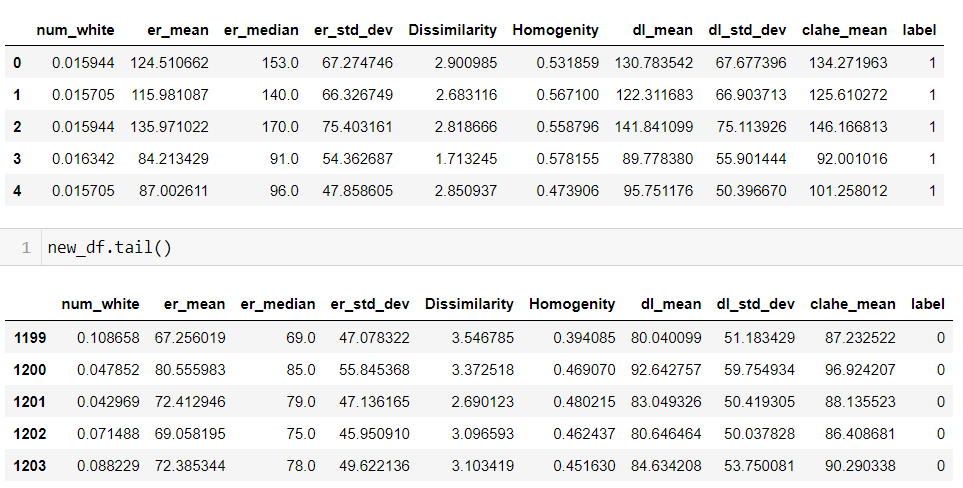 num_white er_mean er_median er_std_dev Dissimilarity Homogenity dl_mean dl_std_dev clahe_mean label
0 0.015944 124.510662 153.0 67.274746 2.900985 0.531859 130.783542 67.677396 134.271963 1
1 0.015705 115.981087 140.0 66.326749 2.683116 0.567100 122.311683 66.903713 125.610272 1
2 0.015944 135.971022 170.0 75.403161 2.818666 0.558796 141.841099 75.113926 146.166813 1
3 0.016342 84.213429 91.0 54.362687 1.713245 0.578155 89.778380 55.901444 92.001016 1
4 0.015705 87.002611 96.0 47.858605 2.850937 0.473906 95.751176 50.396670 101.258012 1
1 new_df.tail()
num_white er_mean er_median er_std_dev Dissimilarity Homogenity dl_mean dl_std_dev clahe_mean label
1199 0.108658 67.256019 69.0 47.078322 3.546785 0.394085 80.040099 51.183429 87.232522 0
1200 0.047852 80.555983 85.0 55.845368 3.372518 0.469070 92.642757 59.754934 96.924207 0
1201 0.042969 72.412946 79.0 47.136165 2.690123 0.480215 83.049326 50.419305 88.135523 0
1202 0.071488 69.058195 75.0 45.950910 3.096593 0.462437 80.646464 50.037828 86.408681 0
1203 0.088229 72.385344 78.0 49.622136 3.103419 0.451630 84.634208 53.750081 90.290338 0